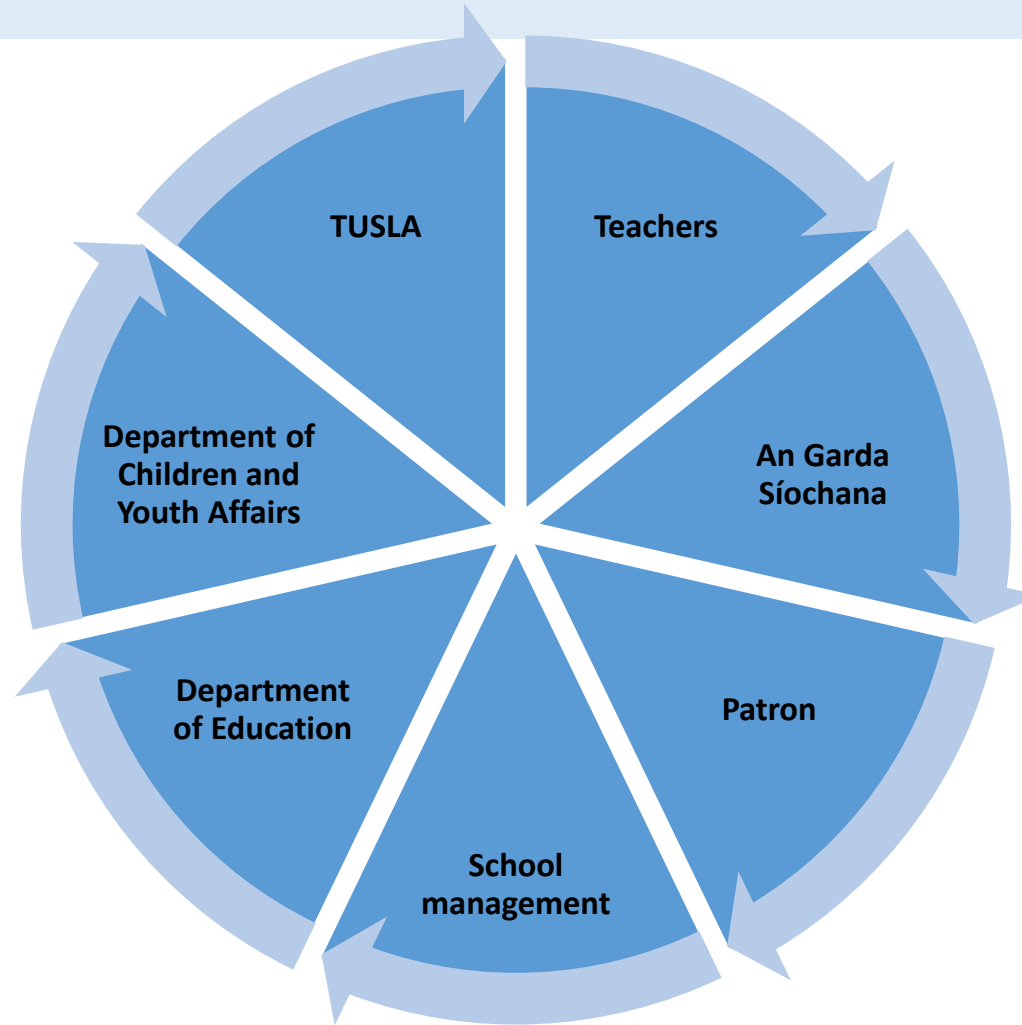 TUSLA
Teachers
An Garda
Síochana
Patron
School
management
Department
of Education
Department of
Children and
Youth Affairs